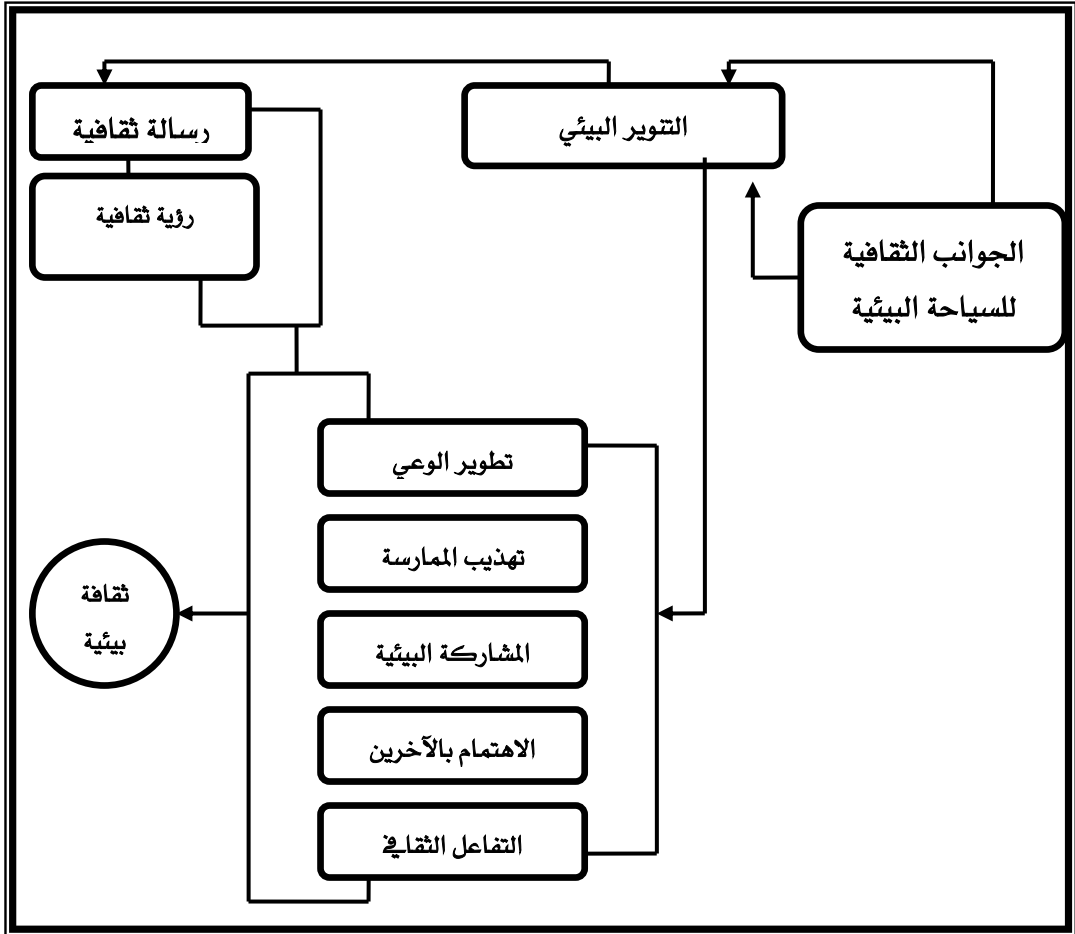 الجوانب الثقافية
للسياحة البيئية
التنوير البيئي
رسالة ثقافية
رؤية ثقافية
تطوير الوعي
تهذيب الممارسة
المشاركة البيئية
الاهتمام بالآخرين
التفاعل الثقافي
ثقافة
بيئية